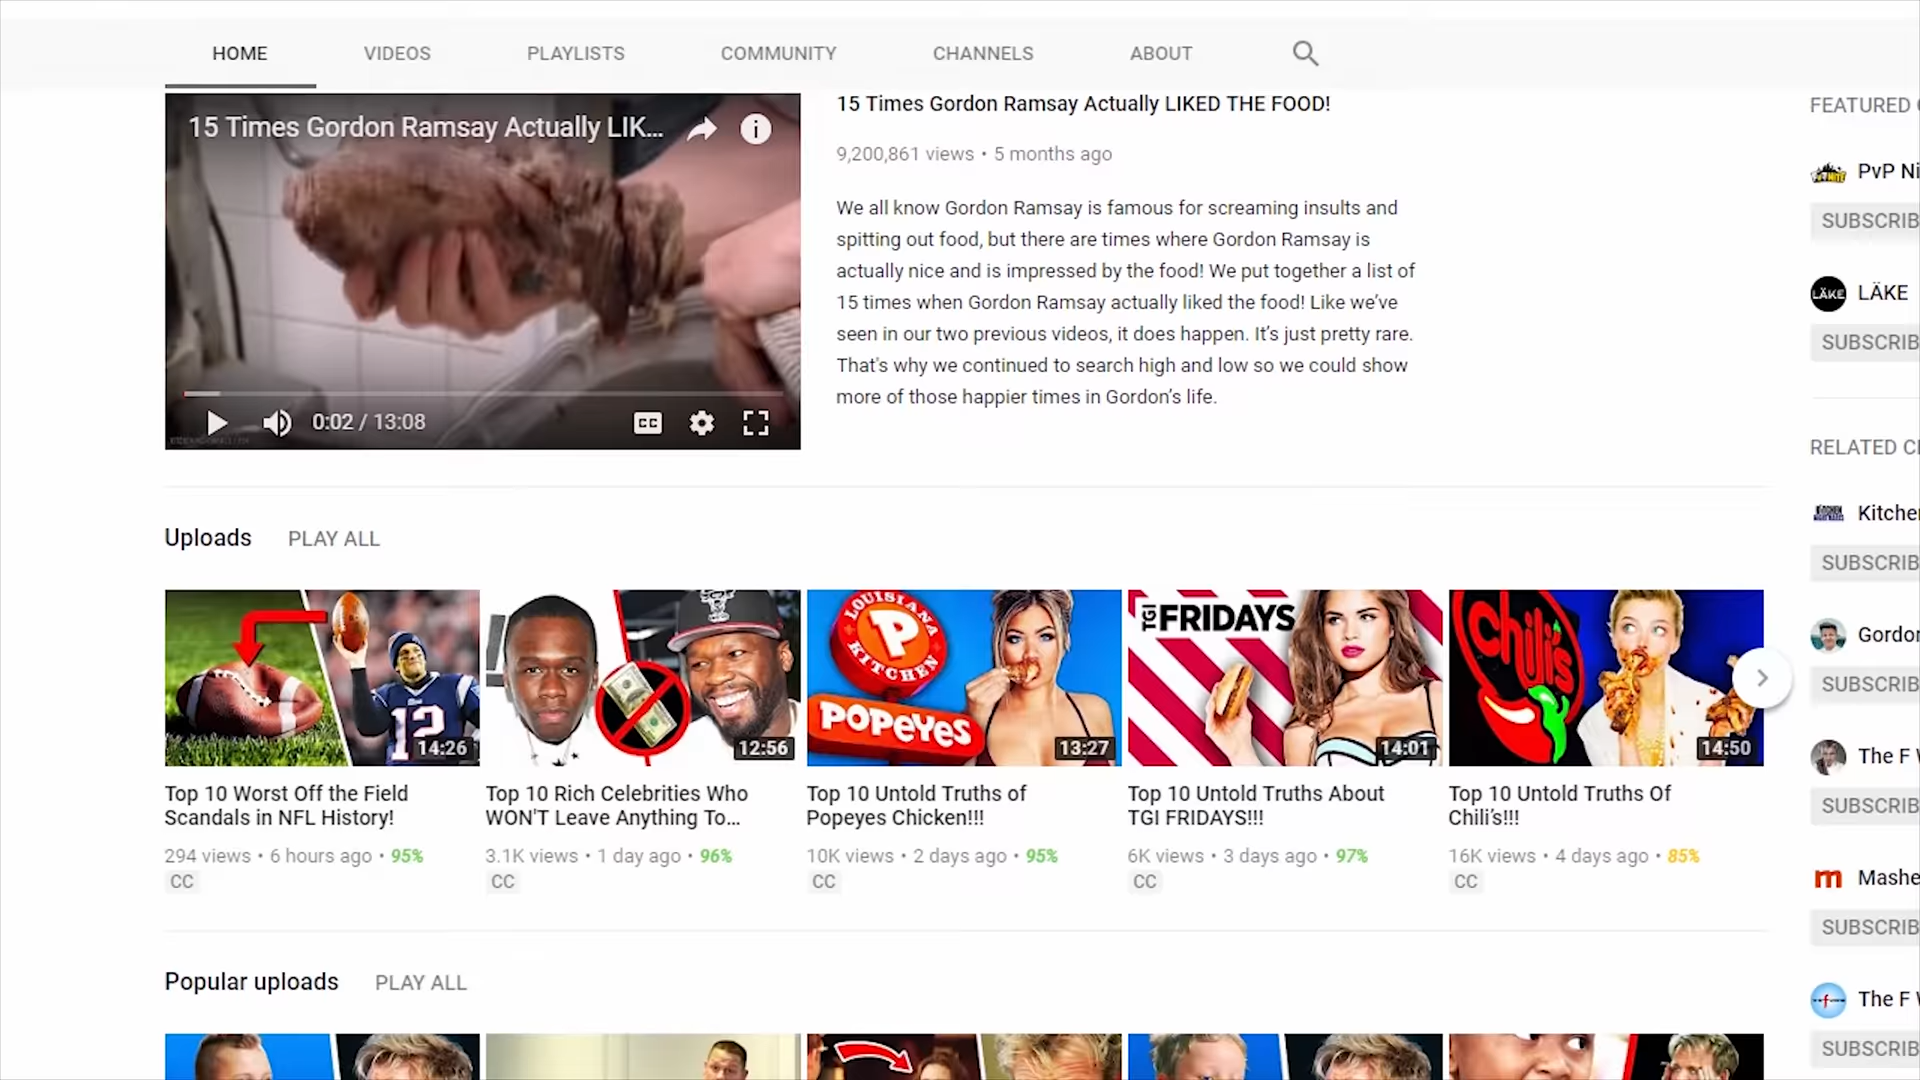 HOME VIDEOS PLAYLISTS COMMUNITY CHANNELS ABOUT
15 Times Gordon Ramsay Actually LIK...
0:02 / 13:08
CC
15 Times Gordon Ramsay Actually LIKED THE FOOD!
9,200,861 views • 5 months ago
We all know Gordon Ramsay is famous for screaming insults and
spitting out food, but there are times where Gordon Ramsay is
actually nice and is impressed by the food! We put together a list of
15 times when Gordon Ramsay actually liked the food! Like we’ve
seen in our two previous videos, it does happen. It’s just pretty rare.
That's why we continued to search high and low so we could show
more of those happier times in Gordon’s life.
FEATURED
PvP Ni
SUBSCRIB
LÄKE
LÄKE
SUBSCRIB
RELATED C
Kitche
SUBSCRIB
Gordo
SUBSCRIB
The F
SUBSCRIB
m
Mashe
SUBSCRIB
The F
SUBSCRIB
Uploads PLAY ALL
12
14:26
Top 10 Worst Off the Field
Scandals in NFL History!
294 views • 6 hours ago • 95%
CC
12:56
Top 10 Rich Celebrities Who
WON'T Leave Anything To...
3.1K views • 1 day ago • 96%
CC
LOUISIANA
P
KITCHEN
POPEYES
13:27
Top 10 Untold Truths of
Popeyes Chicken!!!
10K views • 2 days ago • 95%
CC
TGI FRIDAYS
14:01
Top 10 Untold Truths About
TGI FRIDAYS!!!
6K views • 3 days ago • 97%
CC
chili's
14:50
Top 10 Untold Truths Of
Chili’s!!!
16K views • 4 days ago • 85%
CC
Popular uploads PLAY ALL